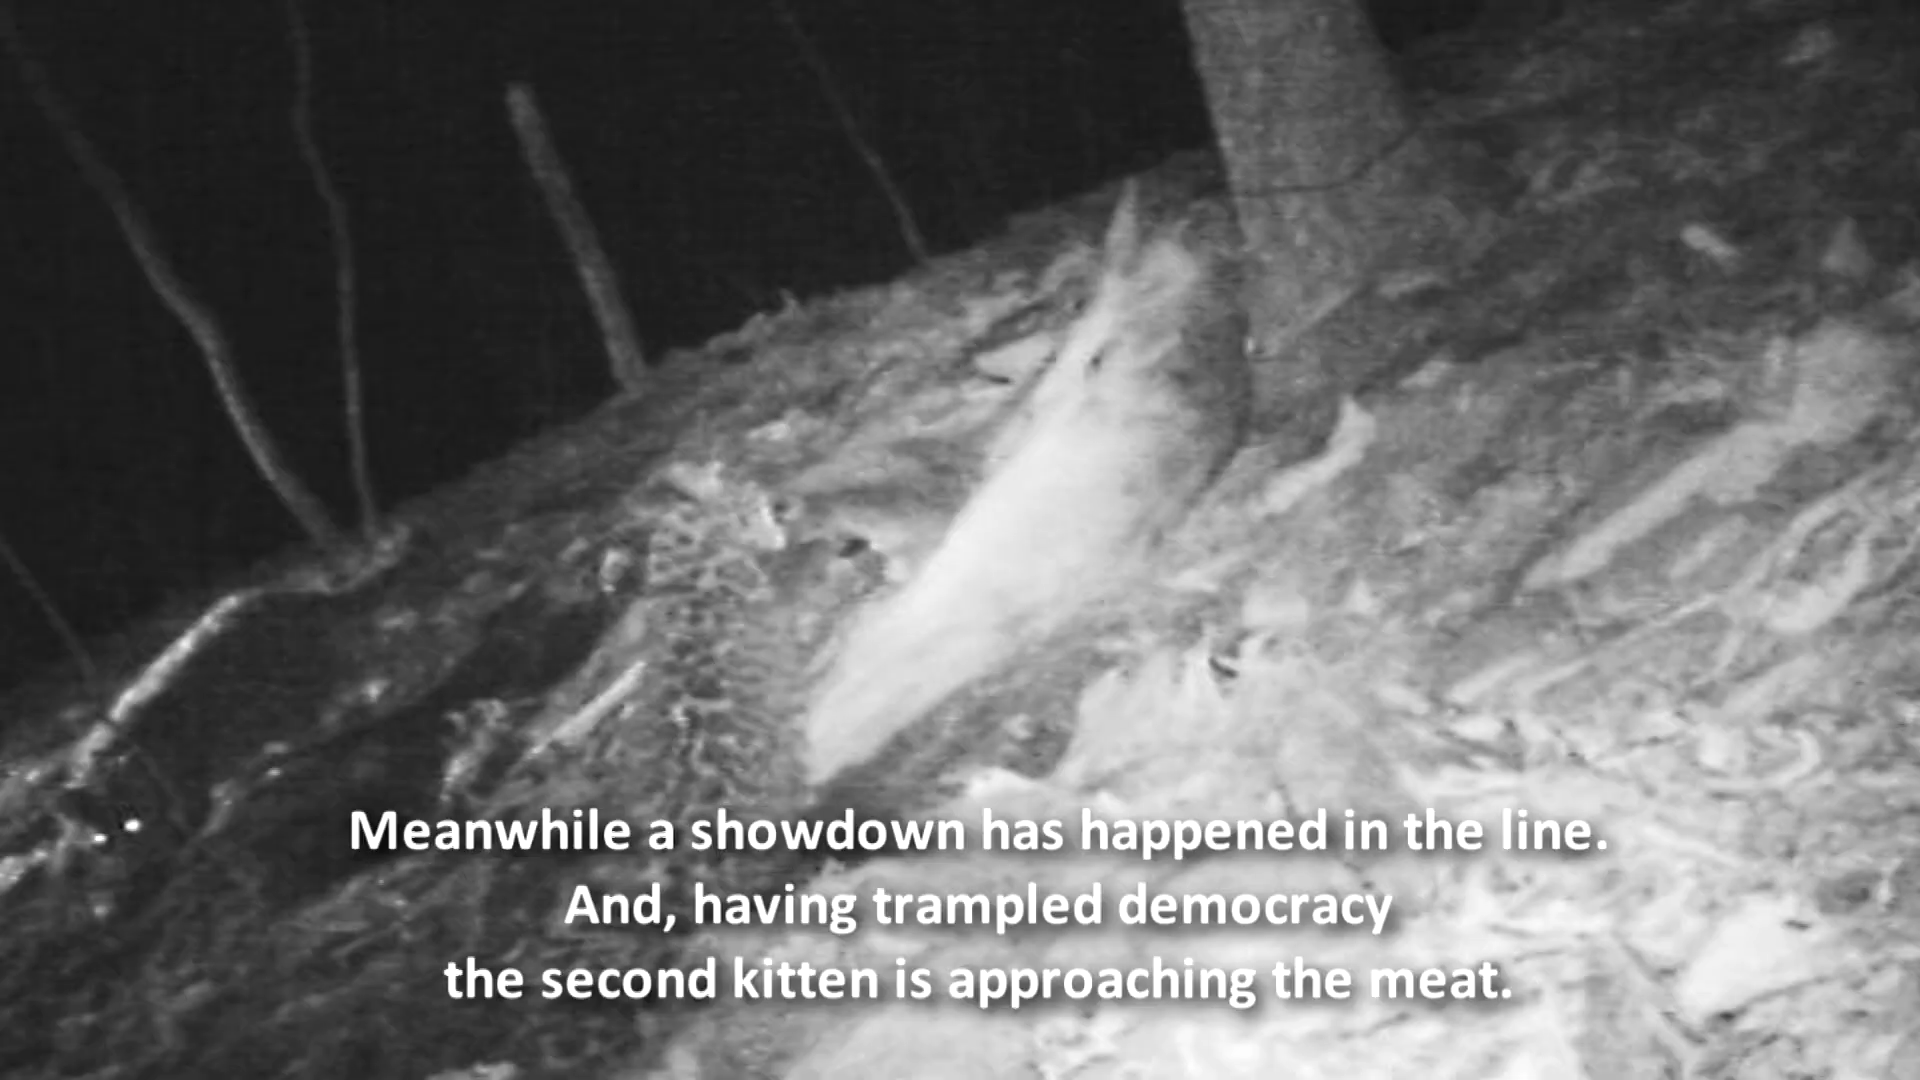 Meanwhile a showdown has happened in the line.
And, having trampled democracy
the second kitten is approaching the meat.